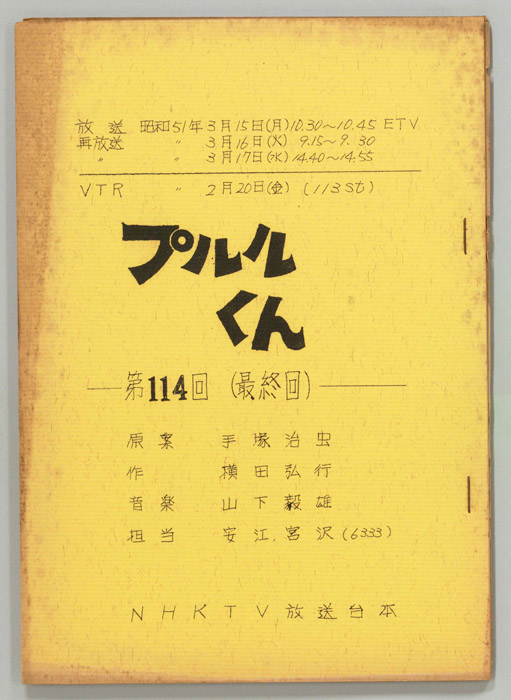 放送 昭和51年 3月15日(月)10.30～10.45 ETV
再放送 〃 3月16日(火) 9.15～9.30
〃 〃 3月17日(水)14.40～14.55
VTR 〃 2月20日(金) (113st)
プルル
くん
第114回 (最終回)
原案 手塚治虫
作 横田弘行
音楽 山下毅雄
担当 安江、宮沢(6333)
NHKTV放送台本